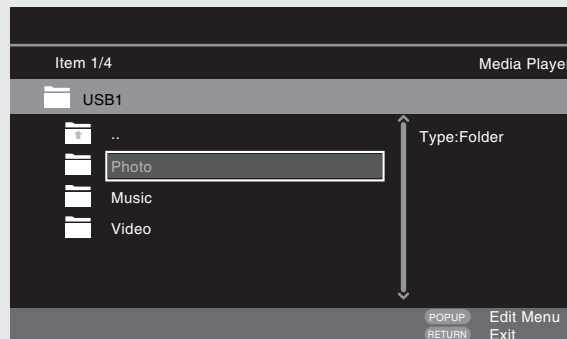 Item 1/4
Media Playe
USB1
..
Type:Folder
Photo
Music
Video
POPUP Edit Menu
RETURN Exit